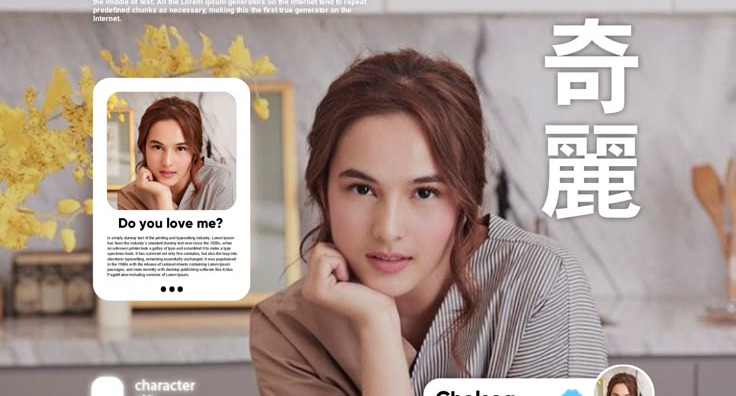 the middle of text. All the Lorem Ipsum generators on the Internet tend to repeat
predefined chunks as necessary, making this the first true generator on the
Internet.
奇
麗
Do you love me?
is simply dummy text of the printing and typesetting industry. Lorem Ipsum
has been the industry's standard dummy text ever since the 1500s, when
an unknown printer took a galley of type and scrambled it to make a type
specimen book. It has survived not only five centuries, but also the leap into
electronic typesetting, remaining essentially unchanged. It was popularised
in the 1960s with the release of Letraset sheets containing Lorem Ipsum
passages, and more recently with desktop publishing software like Aldus
PageMaker including versions of Lorem Ipsum.
character
Chelsea